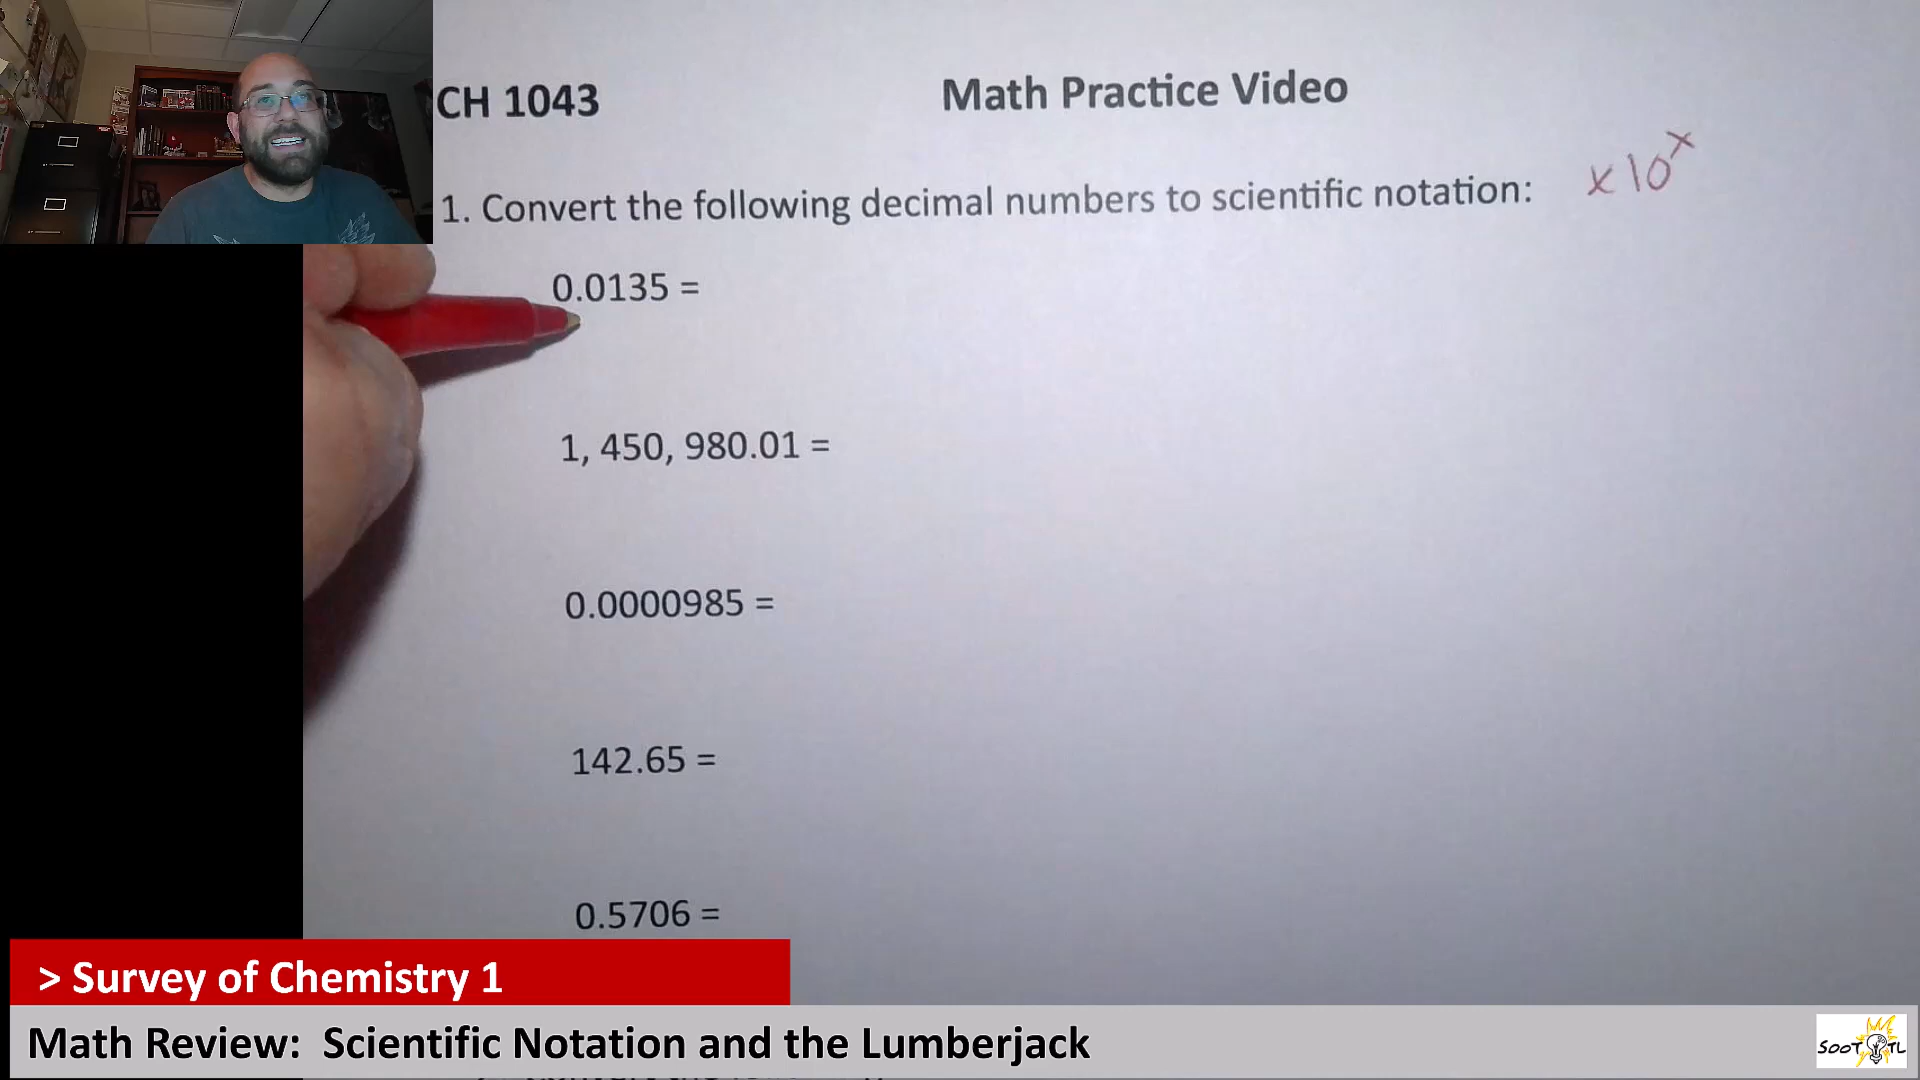 CH 1043 Math Practice Video
1. Convert the following decimal numbers to scientific notation: x10^x
0.0135 =
1, 450, 980.01 =
0.0000985 =
142.65 =
0.5706 =
> Survey of Chemistry 1
Math Review: Scientific Notation and the Lumberjack
SOOTTL